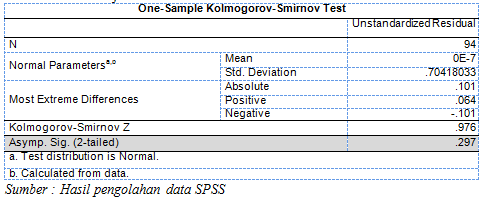 One-Sample Kolmogorov-Smirnov Test
Unstandardized Residual
N 94
Normal Parametersa,b Mean 0E-7
Std. Deviation .70418033
Most Extreme Differences Absolute .101
Positive .064
Negative -.101
Kolmogorov-Smirnov Z .976
Asymp. Sig. (2-tailed) .297
a. Test distribution is Normal.
b. Calculated from data.
Sumber : Hasil pengolahan data SPSS